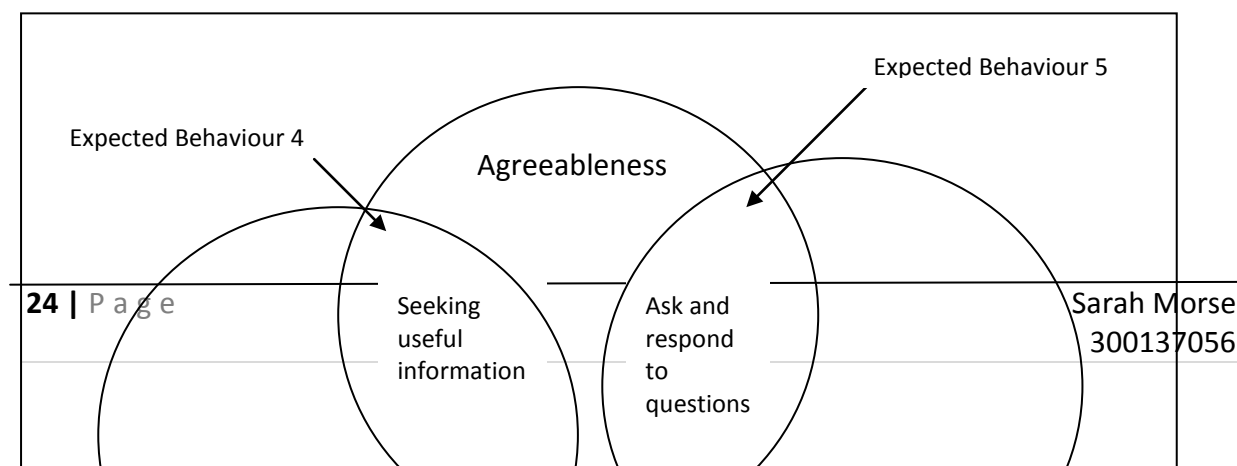 Expected Behaviour 5
Expected Behaviour 4
Agreeableness
24 | P a g e
Sarah Morse
300137056
Seeking
useful
information
Ask and
respond
to
questions